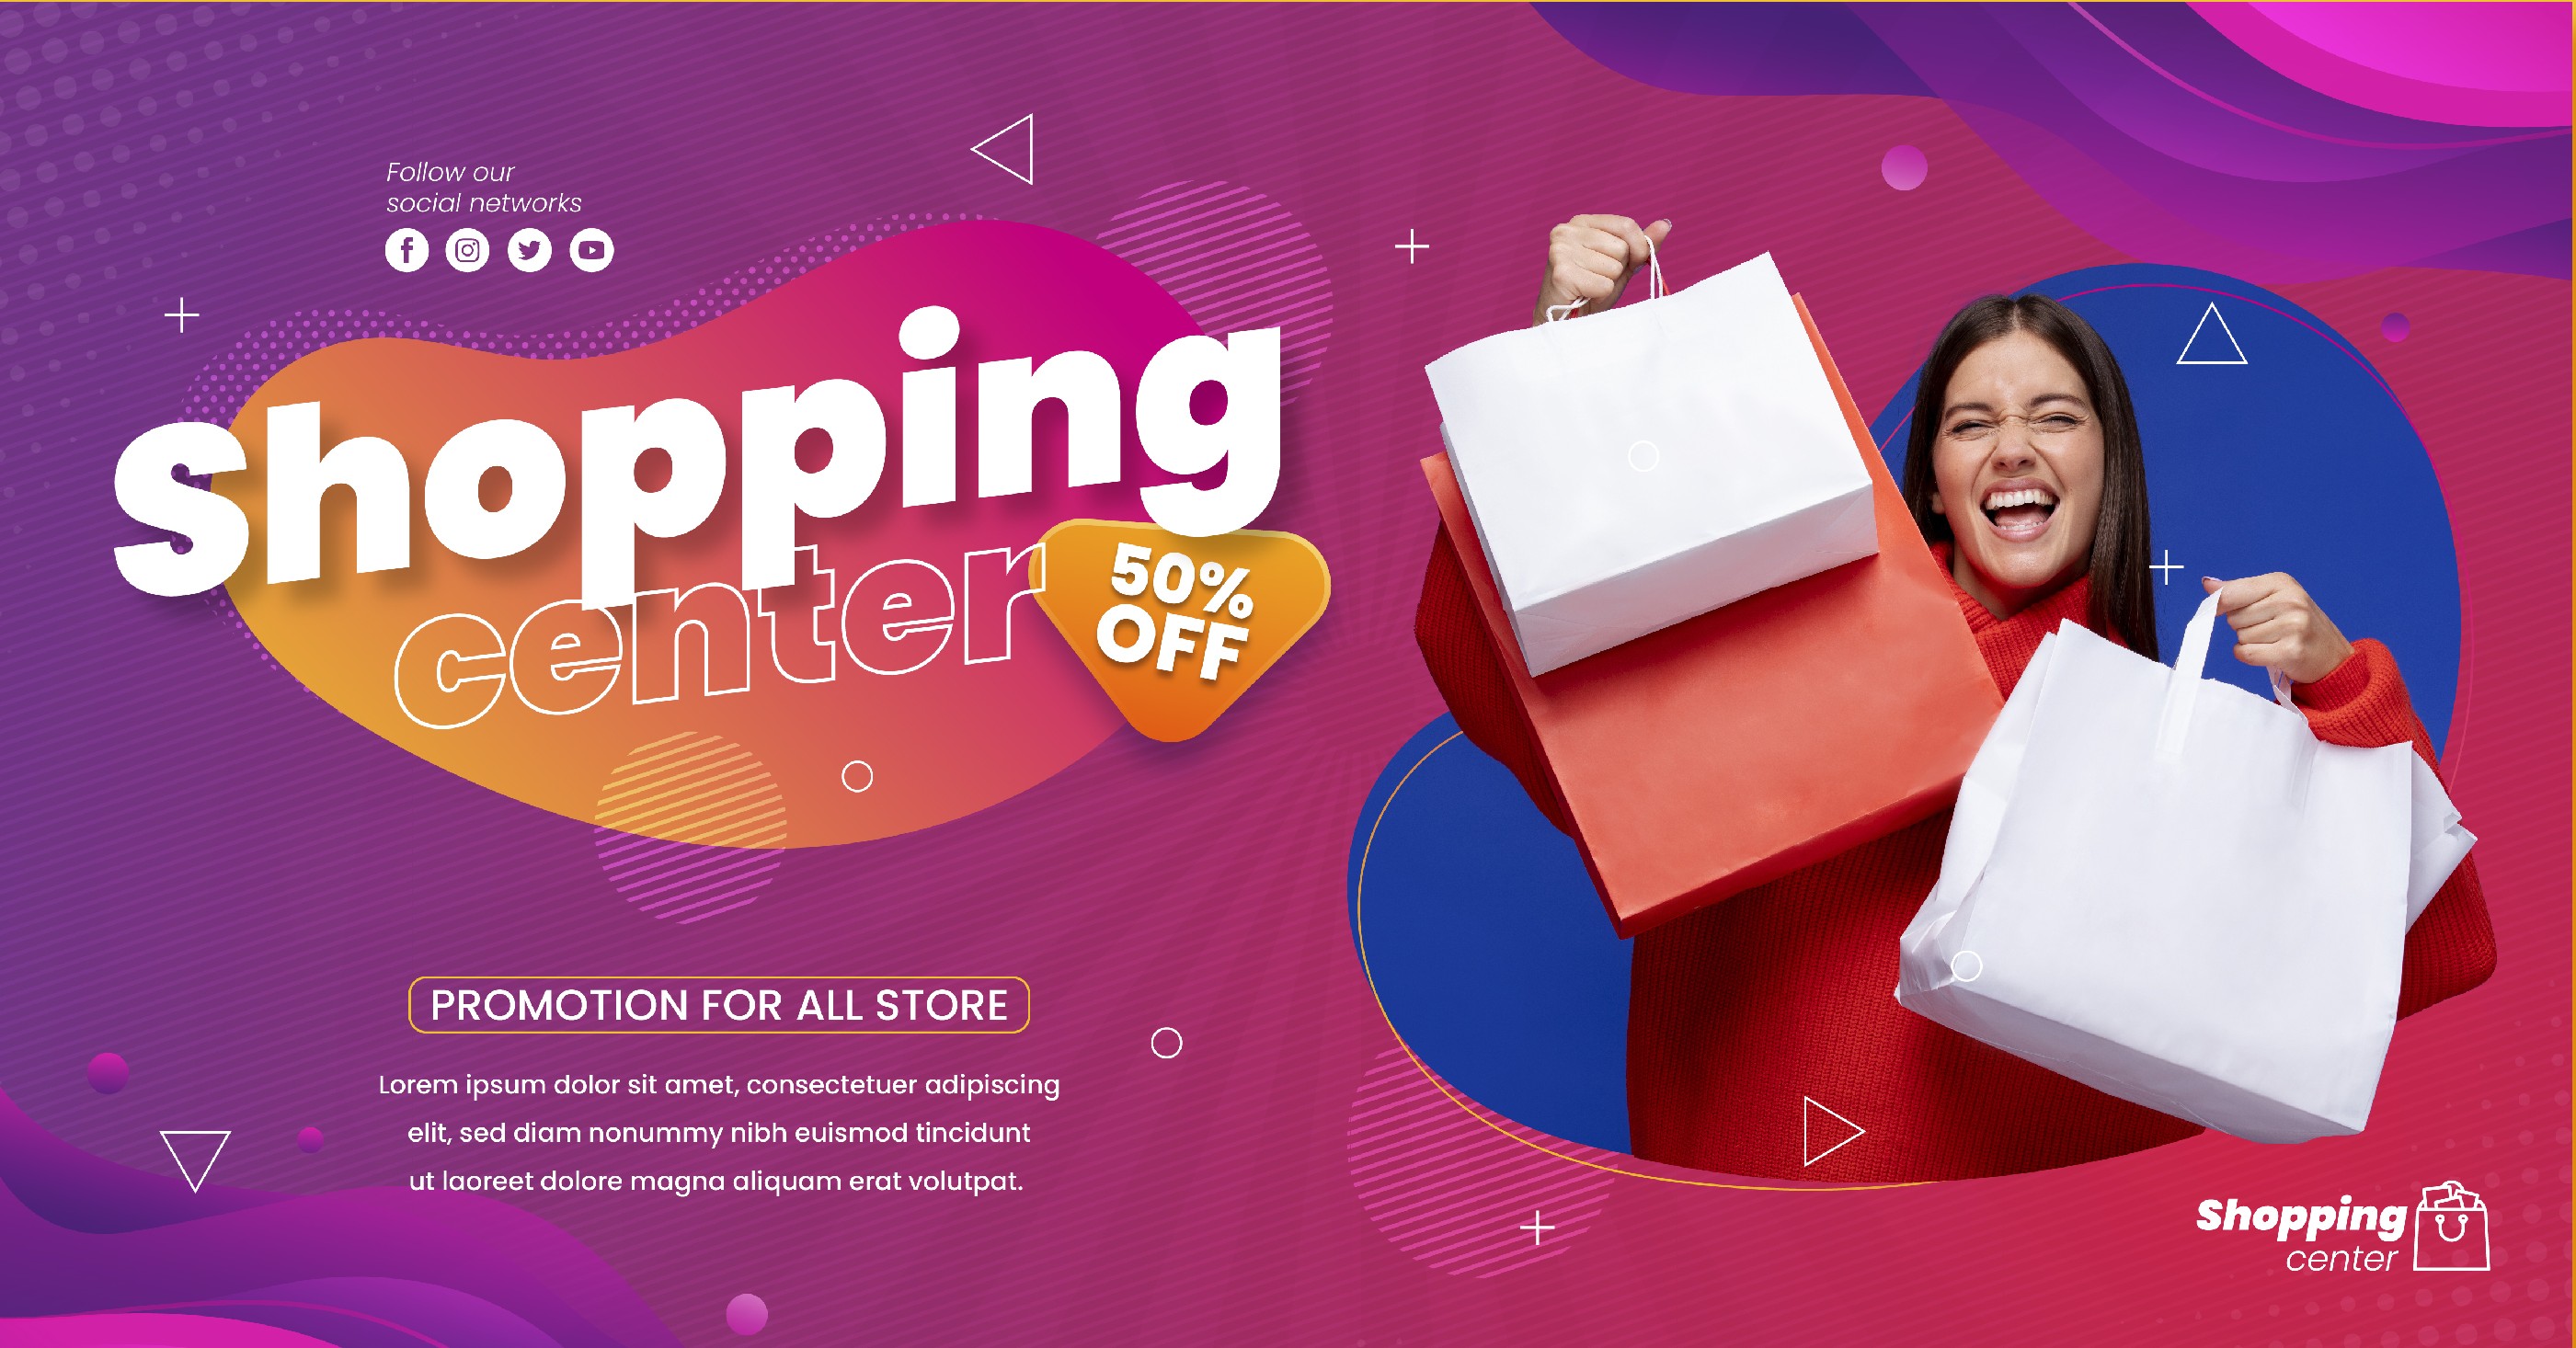 Follow our
social networks
Shopping
center
50%
OFF
PROMOTION FOR ALL STORE
Lorem ipsum dolor sit amet, consectetuer adipiscing
elit, sed diam nonummy nibh euismod tincidunt
ut laoreet dolore magna aliquam erat volutpat.
Shopping
center